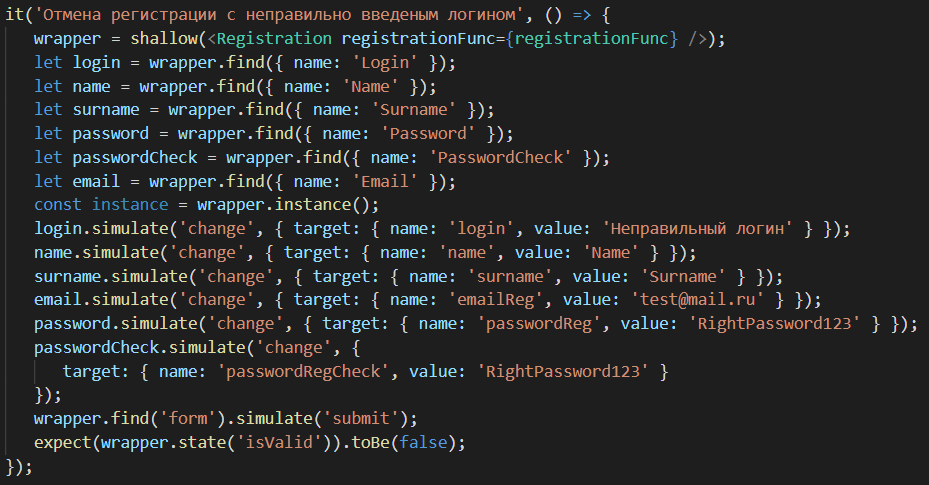 it('Отмена регистрации с неправильно введеным логином', () => {
wrapper = shallow(<Registration registrationFunc={registrationFunc} />);
let login = wrapper.find({ name: 'Login' });
let name = wrapper.find({ name: 'Name' });
let surname = wrapper.find({ name: 'Surname' });
let password = wrapper.find({ name: 'Password' });
let passwordCheck = wrapper.find({ name: 'PasswordCheck' });
let email = wrapper.find({ name: 'Email' });
const instance = wrapper.instance();
login.simulate('change', { target: { name: 'login', value: 'Неправильный логин' } });
name.simulate('change', { target: { name: 'name', value: 'Name' } });
surname.simulate('change', { target: { name: 'surname', value: 'Surname' } });
email.simulate('change', { target: { name: 'emailReg', value: 'test@mail.ru' } });
password.simulate('change', { target: { name: 'passwordReg', value: 'RightPassword123' } });
passwordCheck.simulate('change', {
target: { name: 'passwordRegCheck', value: 'RightPassword123' }
});
wrapper.find('form').simulate('submit');
expect(wrapper.state('isValid')).toBe(false);
});